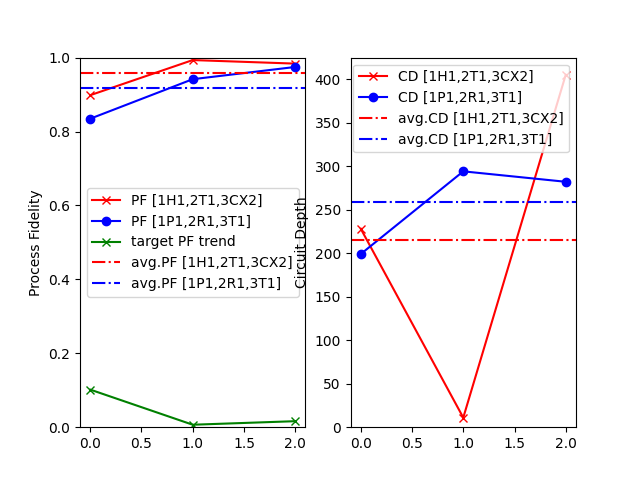 1.0
0.8
0.6
0.4
0.2
0.0
Process Fidelity
PF [1H1,2T1,3CX2]
PF [1P1,2R1,3T1]
target PF trend
avg.PF [1H1,2T1,3CX2]
avg.PF [1P1,2R1,3T1]
0.0 0.5 1.0 1.5 2.0
400
350
300
250
200
150
100
50
0
Circuit Depth
CD [1H1,2T1,3CX2]
CD [1P1,2R1,3T1]
avg.CD [1H1,2T1,3CX2]
avg.CD [1P1,2R1,3T1]
0.0 0.5 1.0 1.5 2.0